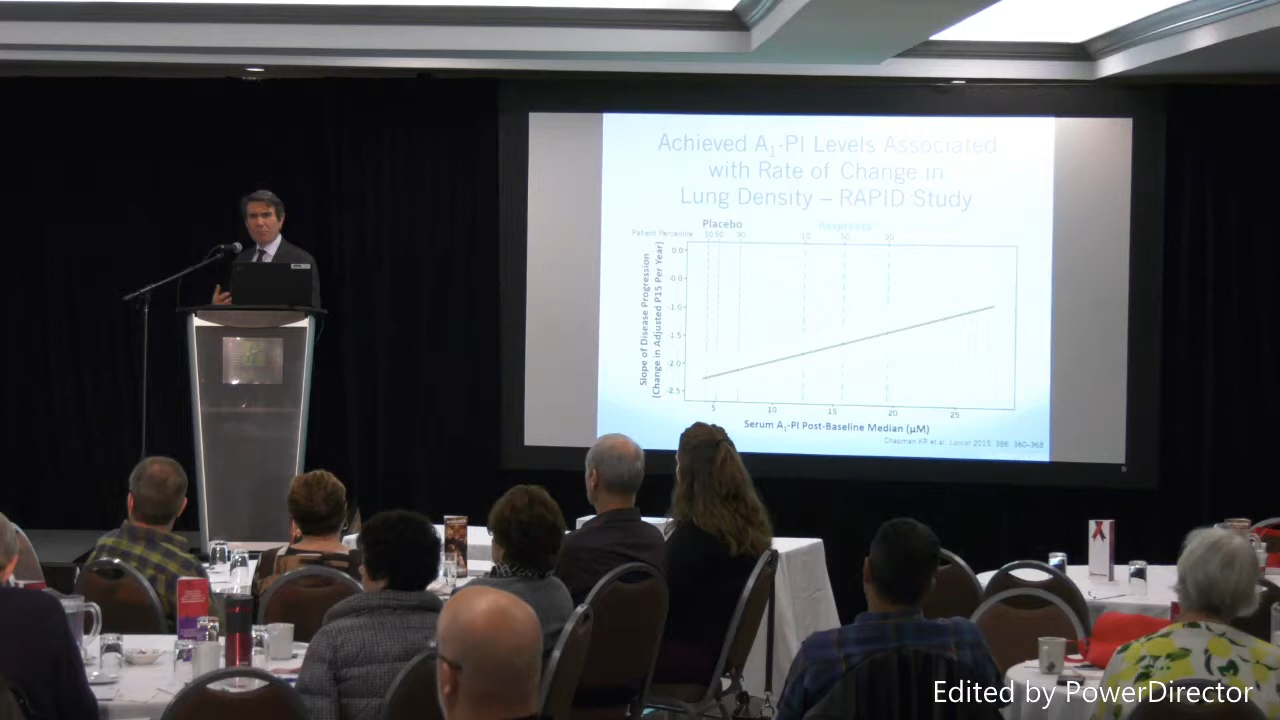 Achieved A1-PI Levels Associated
with Rate of Change in
Lung Density – RAPID Study
Placebo
Respreeza
Patient Percentile 10 50 90 10 50 90
Slope of Disease Progression
(Change in Adjusted P15 Per Year)
0.0
-0.0
-1.0
-1.5
-2.0
-2.5
5 10 15 20 25
Serum A1-PI Post-Baseline Median (µM)
Chapman KR et al. Lancet 2015; 386: 360–368
Edited by PowerDirector